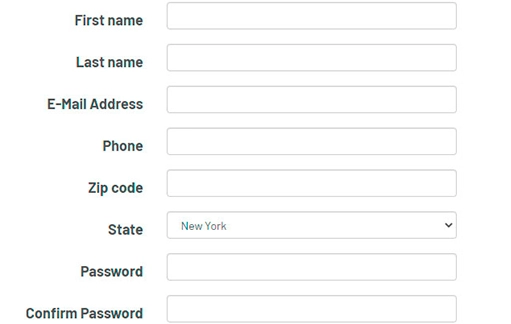 First name
Last name
E-Mail Address
Phone
Zip code
State New York
Password
Confirm Password